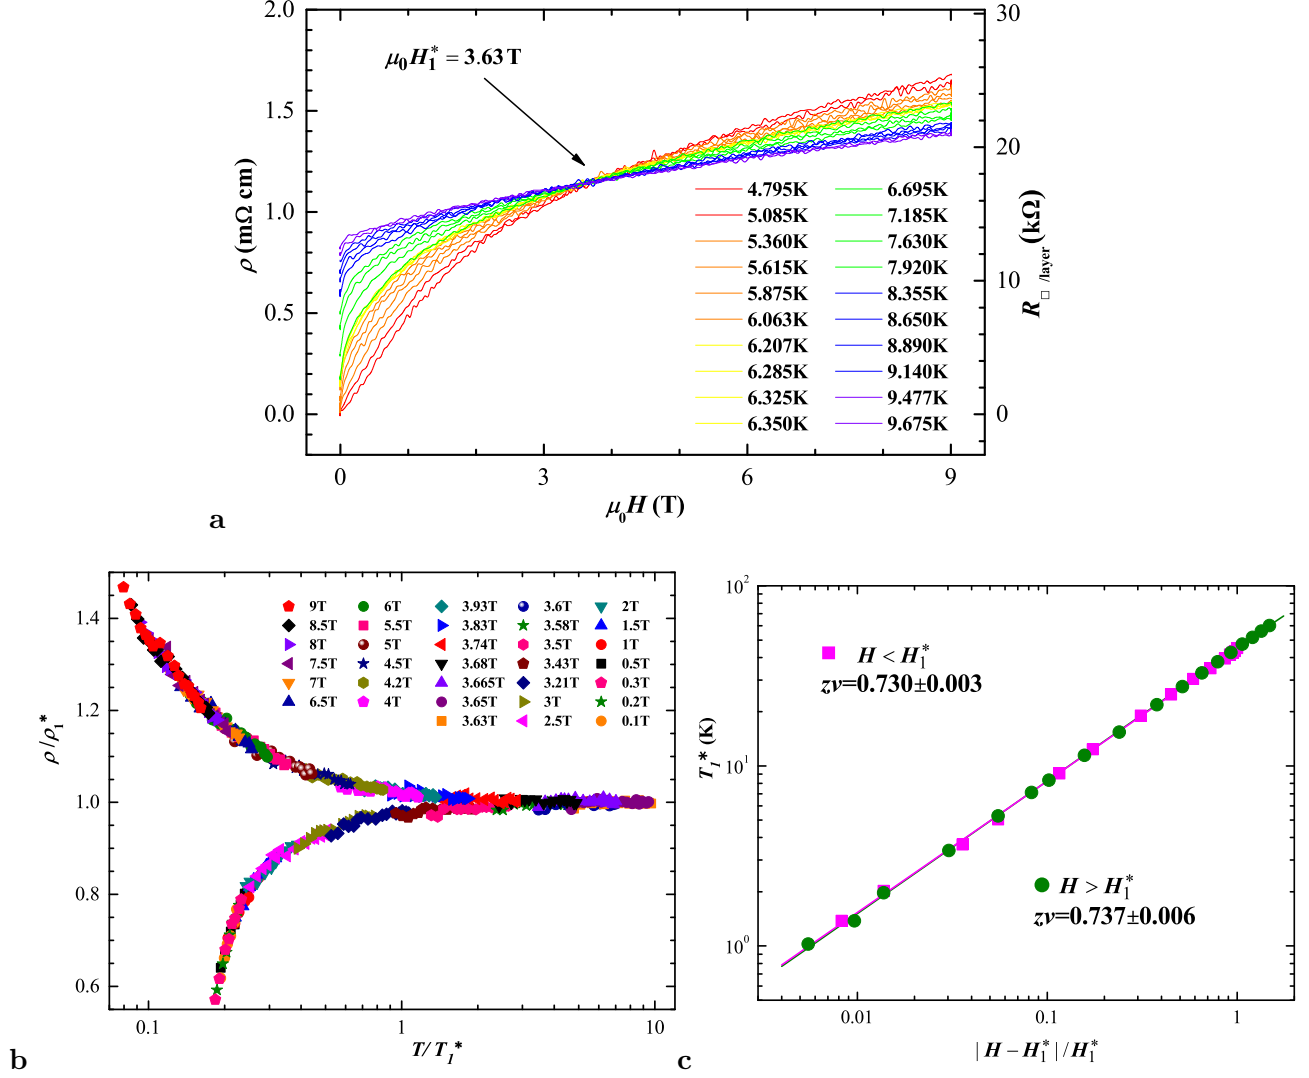 2.0
1.5
1.0
0.5
0.0
ρ (mΩ cm)
μ₀H₁* = 3.63 T
30
20
10
0
R□/layer (kΩ)
4.795K 6.695K
5.085K 7.185K
5.360K 7.630K
5.615K 7.920K
5.875K 8.355K
6.063K 8.650K
6.207K 8.890K
6.285K 9.140K
6.325K 9.477K
6.350K 9.675K
0 3 6 9
μ₀H (T)
a
1.4
1.2
1.0
0.8
0.6
ρ/ρ₁*
9T 6T 3.93T 3.6T 2T
8.5T 5.5T 3.83T 3.58T 1.5T
8T 5T 3.74T 3.5T 1T
7.5T 4.5T 3.68T 3.43T 0.5T
7T 4.2T 3.665T 3.21T 0.3T
6.5T 4T 3.65T 3T 0.2T
3.63T 2.5T 0.1T
0.1 1 10
T/T₁*
b
10²
10¹
10⁰
T₁* (K)
H < H₁*
zν=0.730±0.003
H > H₁*
zν=0.737±0.006
0.01 0.1 1
|H − H₁*|/H₁*
c